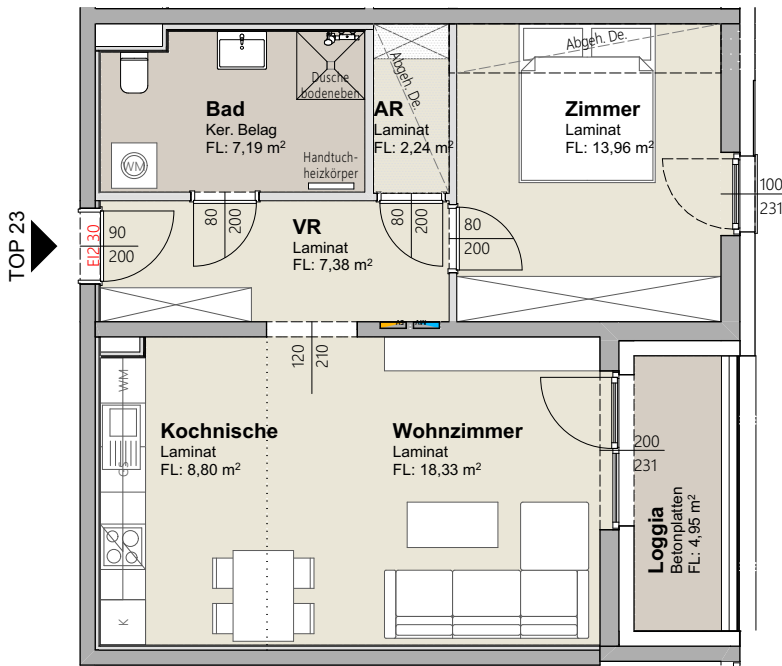 TOP 23
EI2 30
90
200
Bad
Ker. Belag
FL: 7,19 m²
Dusche
bodeneben
Handtuch-
heizkörper
WM
AR
Laminat
FL: 2,24 m²
Abgeh. De.
Zimmer
Laminat
FL: 13,96 m²
Abgeh. De.
100
231
80
200
VR
Laminat
FL: 7,38 m²
80
200
80
200
120
210
WM
GS
K
Kochnische
Laminat
FL: 8,80 m²
Wohnzimmer
Laminat
FL: 18,33 m²
200
231
Loggia
Betonplatten
FL: 4,95 m²